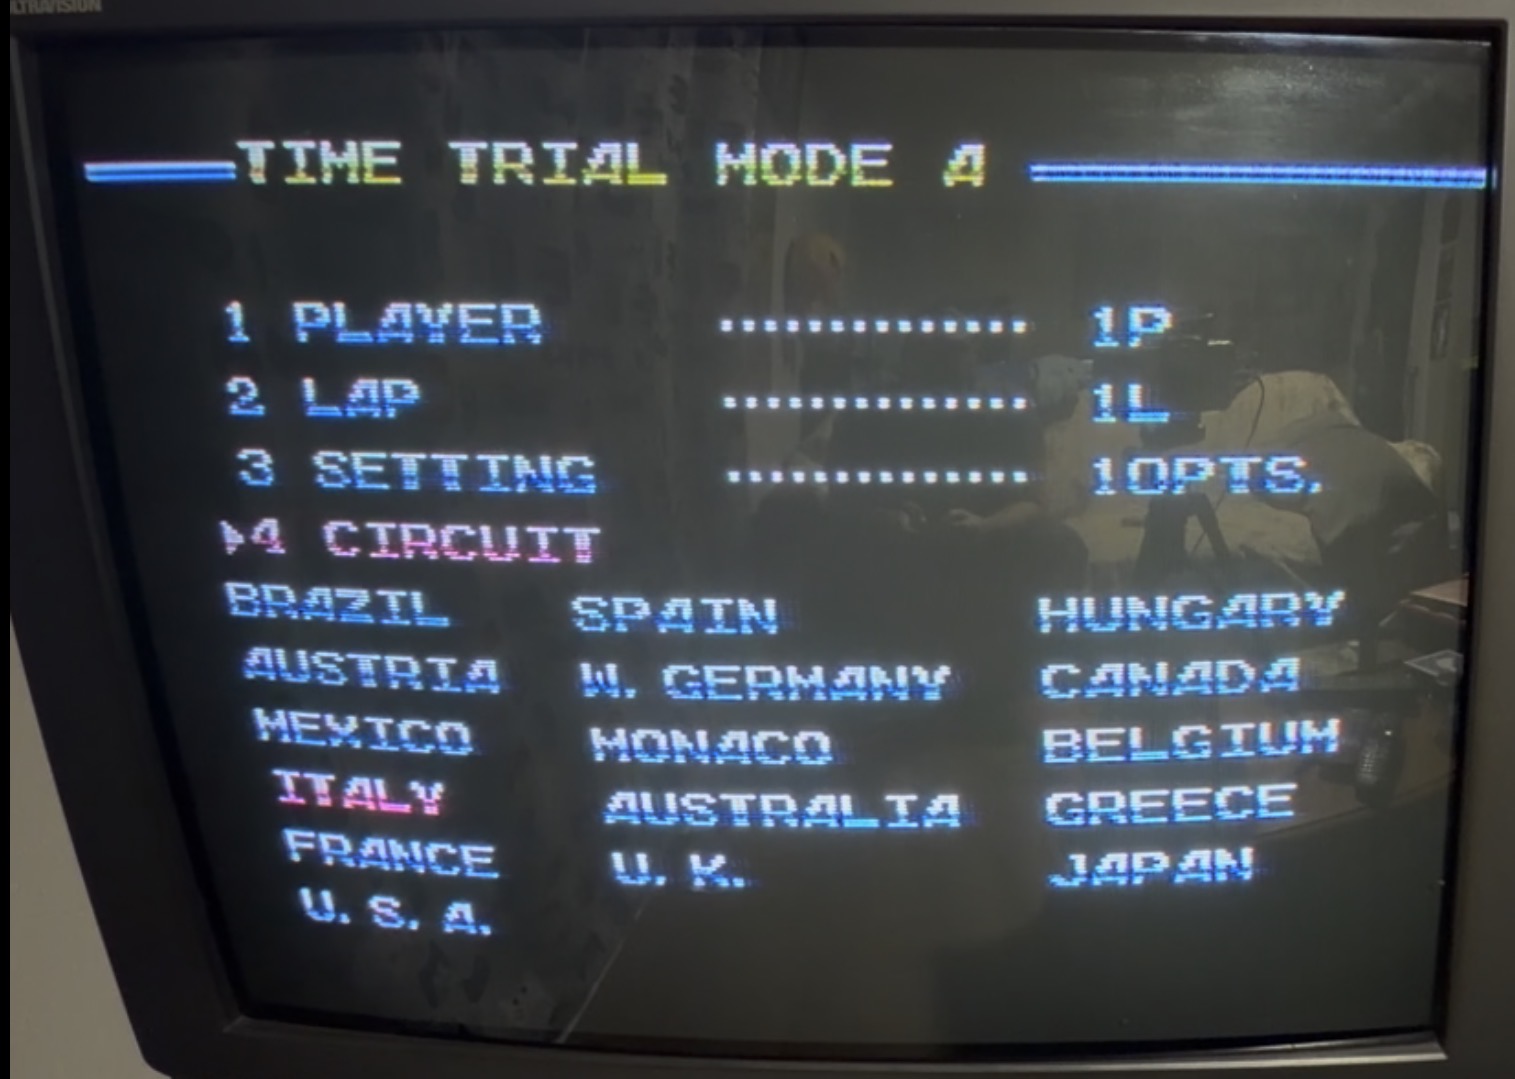 LTRAVISION
TIME TRIAL MODE A
1 PLAYER ............. 1P
2 LAP ............. 1L
3 SETTING ............. 10PTS.
▶4 CIRCUIT
BRAZIL SPAIN HUNGARY
AUSTRIA W. GERMANY CANADA
MEXICO MONACO BELGIUM
ITALY AUSTRALIA GREECE
FRANCE U. K. JAPAN
U. S. A.